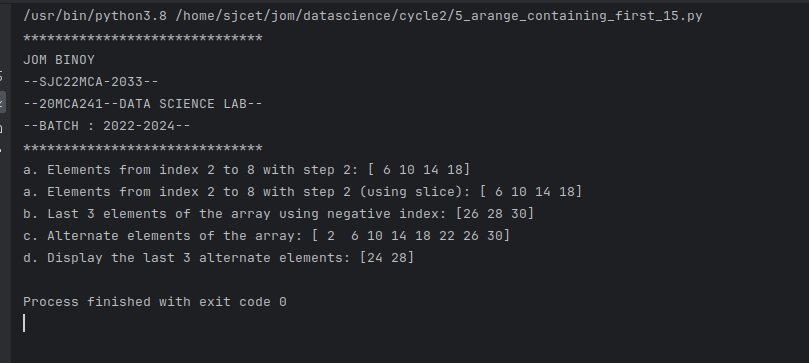 /usr/bin/python3.8 /home/sjcet/jom/datascience/cycle2/5_arange_containing_first_15.py
******************************
JOM BINOY
--SJC22MCA-2033--
--20MCA241--DATA SCIENCE LAB--
--BATCH : 2022-2024--
******************************
a. Elements from index 2 to 8 with step 2: [ 6 10 14 18]
a. Elements from index 2 to 8 with step 2 (using slice): [ 6 10 14 18]
b. Last 3 elements of the array using negative index: [26 28 30]
c. Alternate elements of the array: [ 2  6 10 14 18 22 26 30]
d. Display the last 3 alternate elements: [24 28]
Process finished with exit code 0